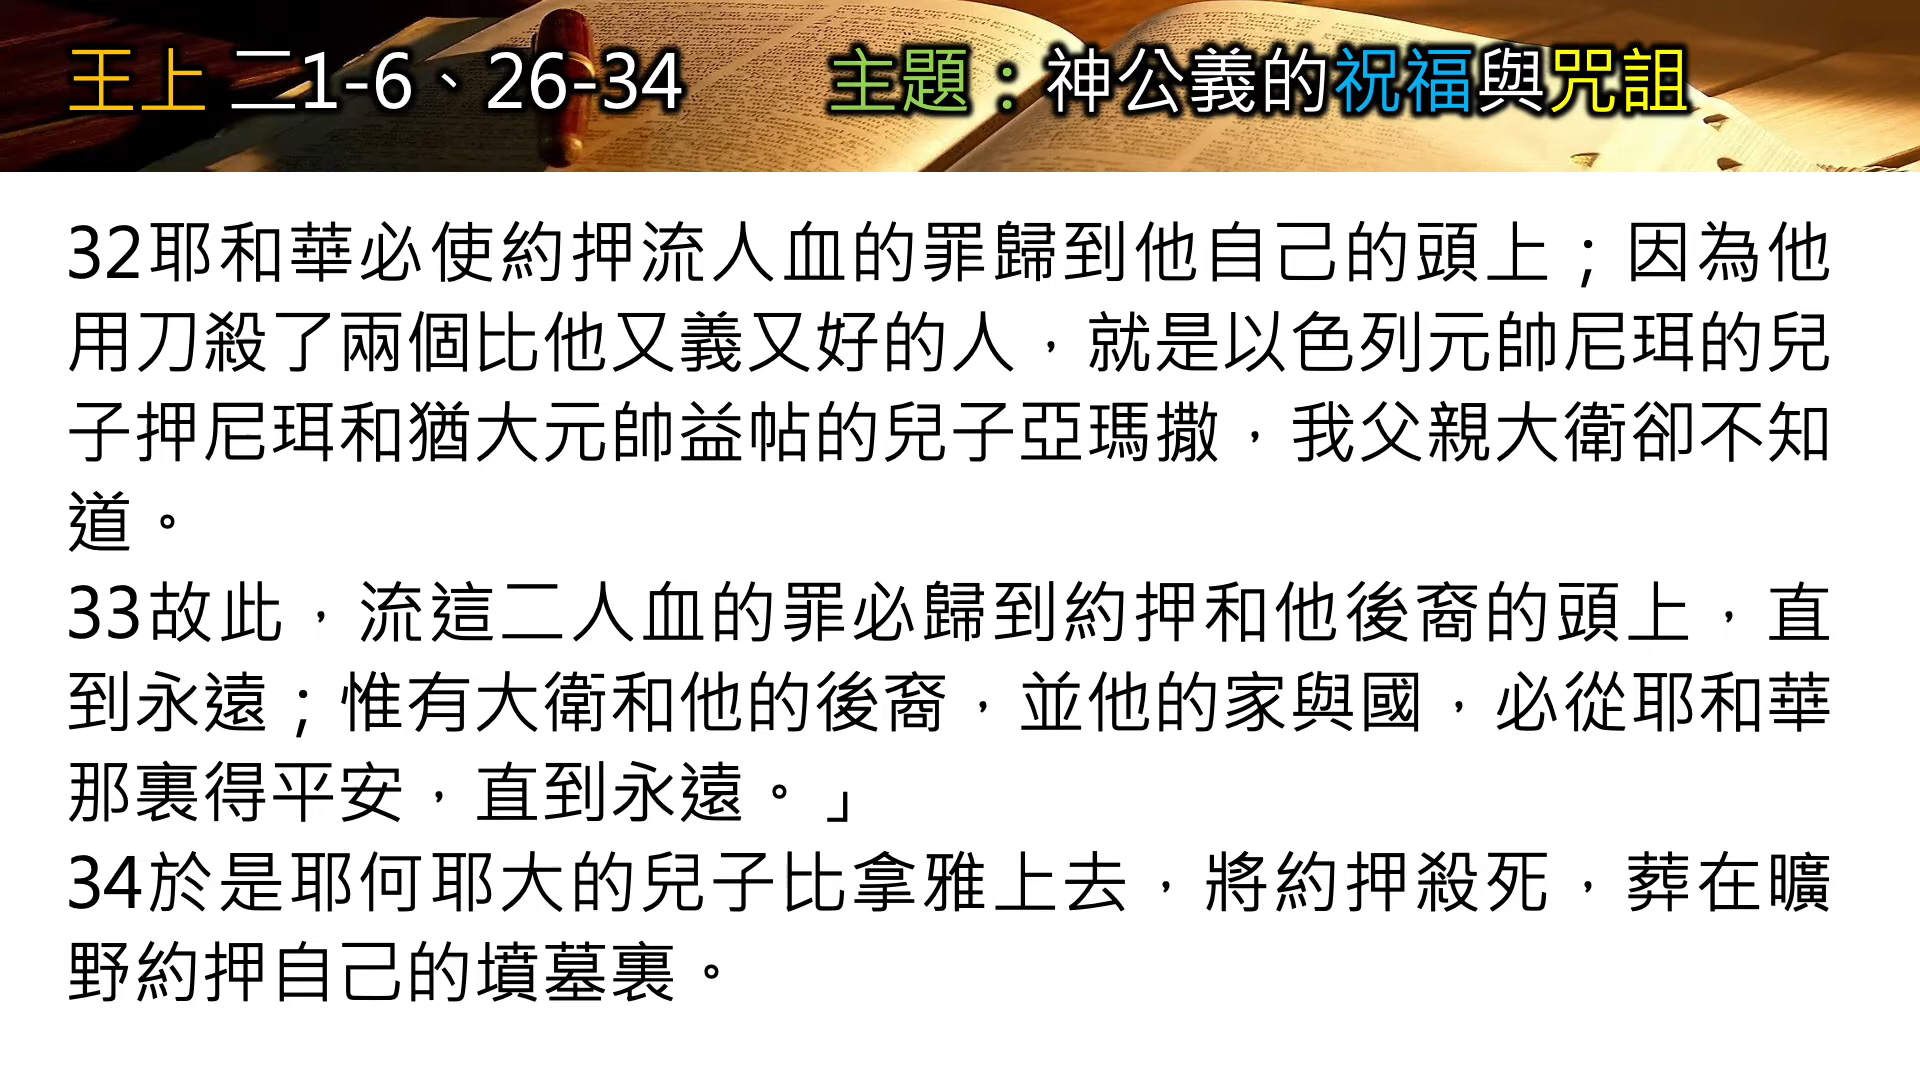 王上 二1-6、26-34 主題：神公義的祝福與咒詛
32耶和華必使約押流人血的罪歸到他自己的頭上；因為他
用刀殺了兩個比他又義又好的人，就是以色列元帥尼珥的兒
子押尼珥和猶大元帥益帖的兒子亞瑪撒，我父親大衛卻不知
道。
33故此，流這二人血的罪必歸到約押和他後裔的頭上，直
到永遠；惟有大衛和他的後裔，並他的家與國，必從耶和華
那裏得平安，直到永遠。」
34於是耶何耶大的兒子比拿雅上去，將約押殺死，葬在曠
野約押自己的墳墓裏。